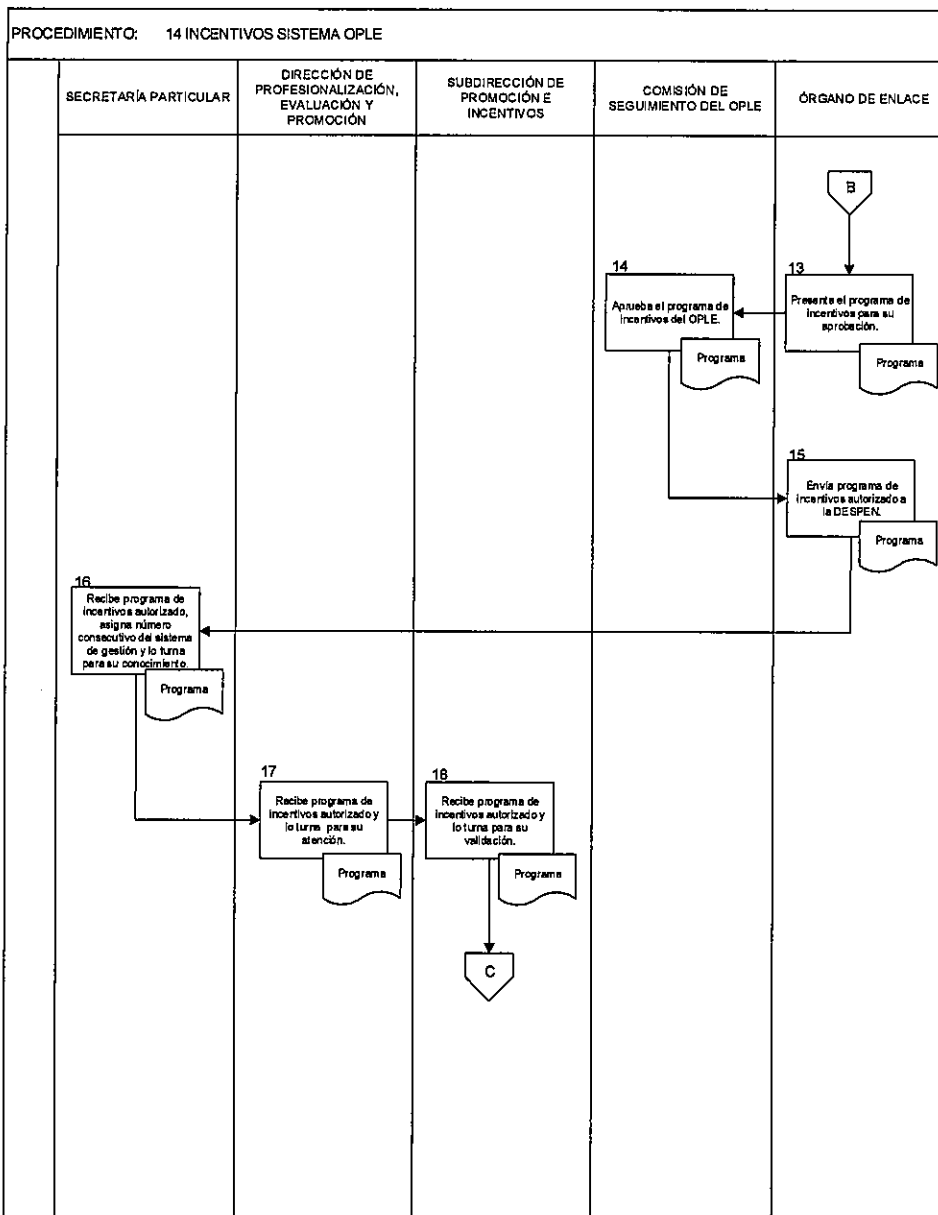 PROCEDIMIENTO: 14 INCENTIVOS SISTEMA OPLE
SECRETARÍA PARTICULAR
DIRECCIÓN DE
PROFESIONALIZACIÓN,
EVALUACIÓN Y
PROMOCIÓN
SUBDIRECCIÓN DE
PROMOCIÓN E
INCENTIVOS
COMISIÓN DE
SEGUIMIENTO DEL OPLE
ÓRGANO DE ENLACE
B
13
Presenta el programa de
incentivos para su
aprobación.
Programa
14
Aprueba el programa de
incentivos del OPLE.
Programa
15
Envía programa de
incentivos autorizado a
la DESPEN.
Programa
16
Recibe programa de
incentivos autorizado,
asigna número
consecutivo del sistema
de gestión y lo turna
para su conocimiento.
Programa
17
Recibe programa de
incentivos autorizado y
lo turna para su
atención.
Programa
18
Recibe programa de
incentivos autorizado y
lo turna para su
validación.
Programa
C